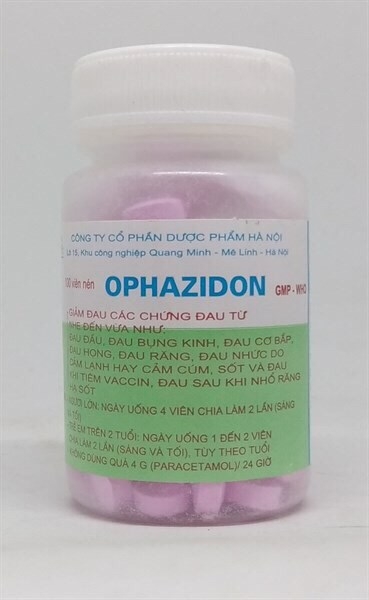 CÔNG TY CỔ PHẦN DƯỢC PHẨM HÀ NỘI
Lô 15, Khu công nghiệp Quang Minh - Mê Linh - Hà Nội
100 viên nén OPHAZIDON GMP - WHO
GIẢM ĐAU CÁC CHỨNG ĐAU TỪ
NHẸ ĐẾN VỪA NHƯ:
ĐAU ĐẦU, ĐAU BỤNG KINH, ĐAU CƠ BẮP,
ĐAU HỌNG, ĐAU RĂNG, ĐAU NHỨC DO
CẢM LẠNH HAY CẢM CÚM, SỐT VÀ ĐAU
KHI TIÊM VACCIN, ĐAU SAU KHI NHỔ RĂNG
HẠ SỐT
NGƯỜI LỚN: NGÀY UỐNG 4 VIÊN CHIA LÀM 2 LẦN (SÁNG
TỐI)
TRẺ EM TRÊN 2 TUỔI: NGÀY UỐNG 1 ĐẾN 2 VIÊN
CHIA LÀM 2 LẦN (SÁNG VÀ TỐI), TÙY THEO TUỔI
KHÔNG DÙNG QUÁ 4 G (PARACETAMOL)/ 24 GIỜ